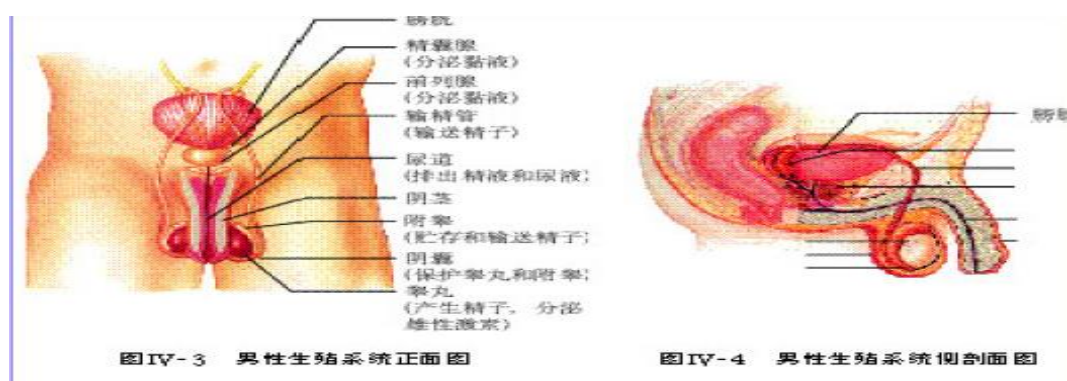 膀胱
精囊腺
(分泌黏液)
前列腺
(分泌黏液)
输精管
(输送精子)
尿道
(排出精液和尿液)
阴茎
附睾
(贮存和输送精子)
阴囊
(保护睾丸和附睾)
睾丸
(产生精子，分泌
雄性激素)
膀胱
图IV-3 男性生殖系统正面图
图IV-4 男性生殖系统侧剖面图